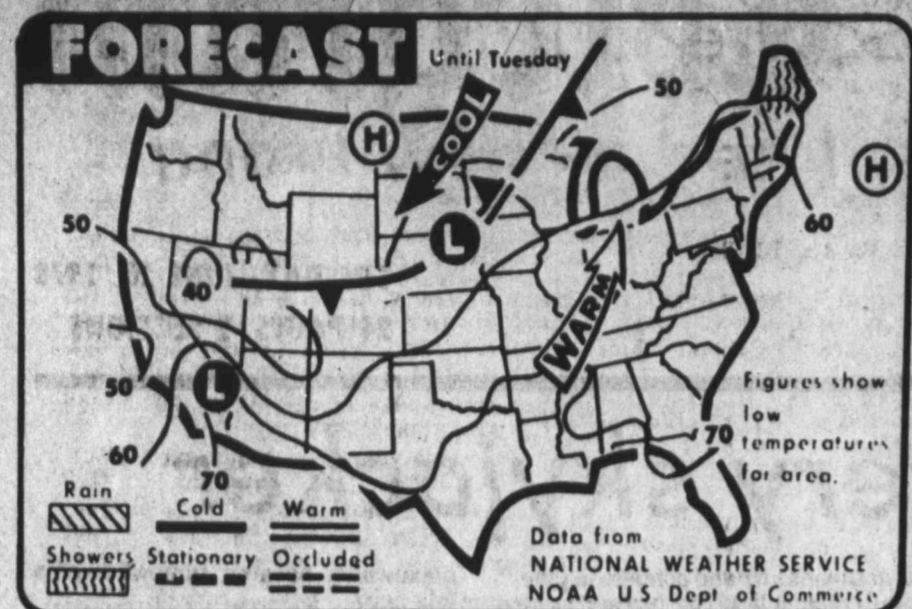 FORECAST
Until Tuesday
COOL
50
H
H
50
L
60
40
WARM
50
L
Figures show
low
70 temperatures
for area.
60
70
Rain
Cold Warm
Showers Stationary Occluded
Data from
NATIONAL WEATHER SERVICE
NOAA U.S. Dept of Commerce